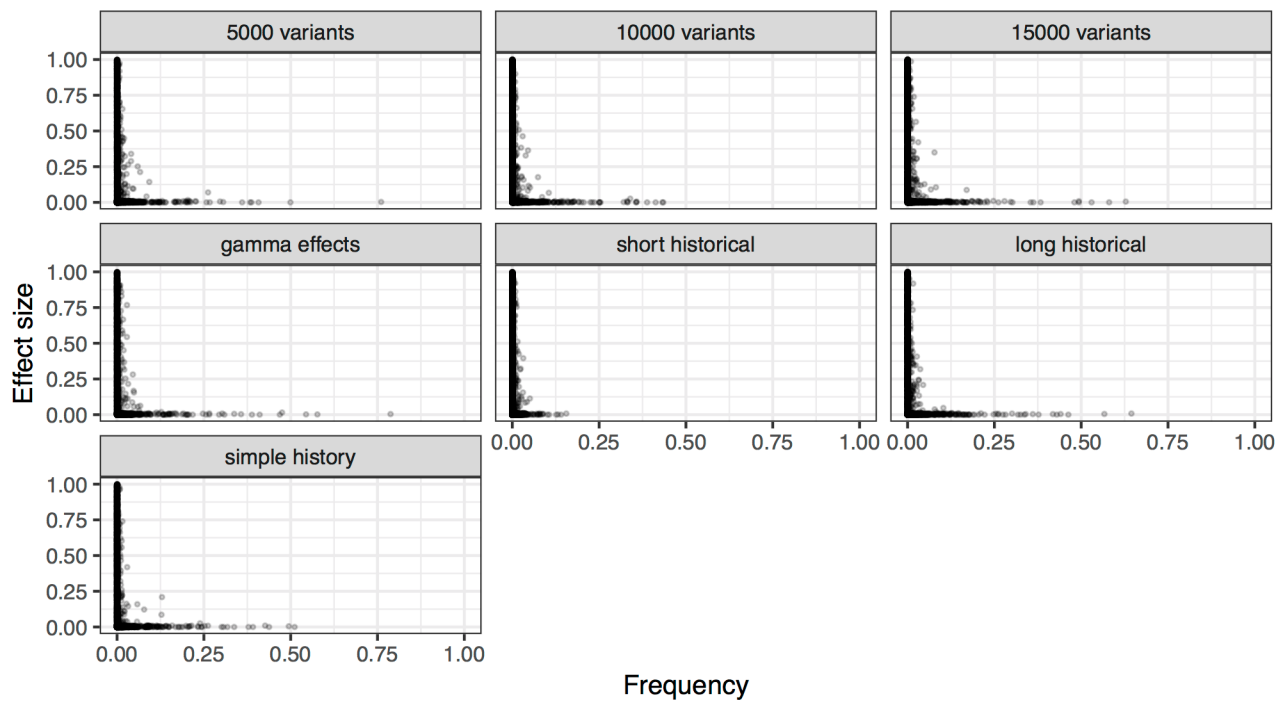 5000 variants 10000 variants 15000 variants
1.00
0.75
0.50
0.25
0.00
gamma effects short historical long historical
1.00
0.75
0.50
0.25
0.00
0.00 0.25 0.50 0.75 1.00 0.00 0.25 0.50 0.75 1.00
simple history
1.00
0.75
0.50
0.25
0.00
0.00 0.25 0.50 0.75 1.00
Effect size
Frequency